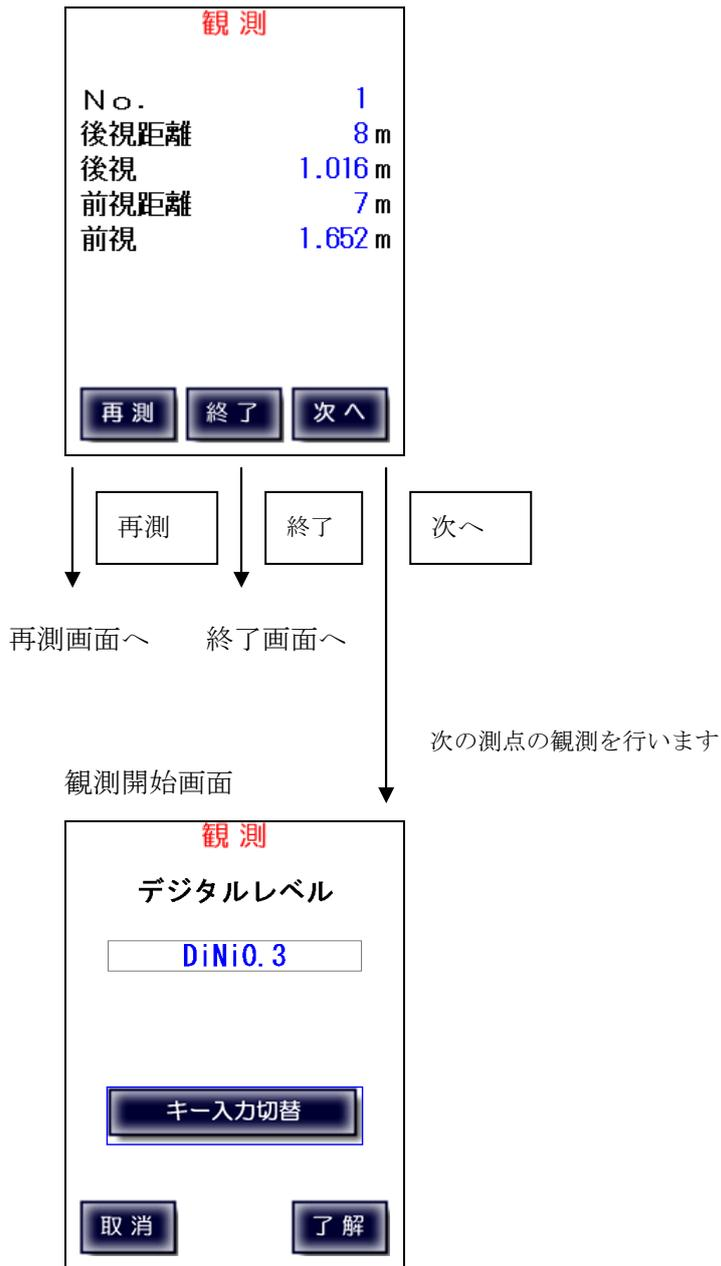 観 測
No. 1
後視距離 8 m
後視 1.016 m
前視距離 7 m
前視 1.652 m
再 測 終 了 次 へ
再測 終了 次へ
再測画面へ 終了画面へ
次の測点の観測を行います
観測開始画面
観 測
デジタルレベル
DiNi0.3
キー入力切替
取 消 了 解